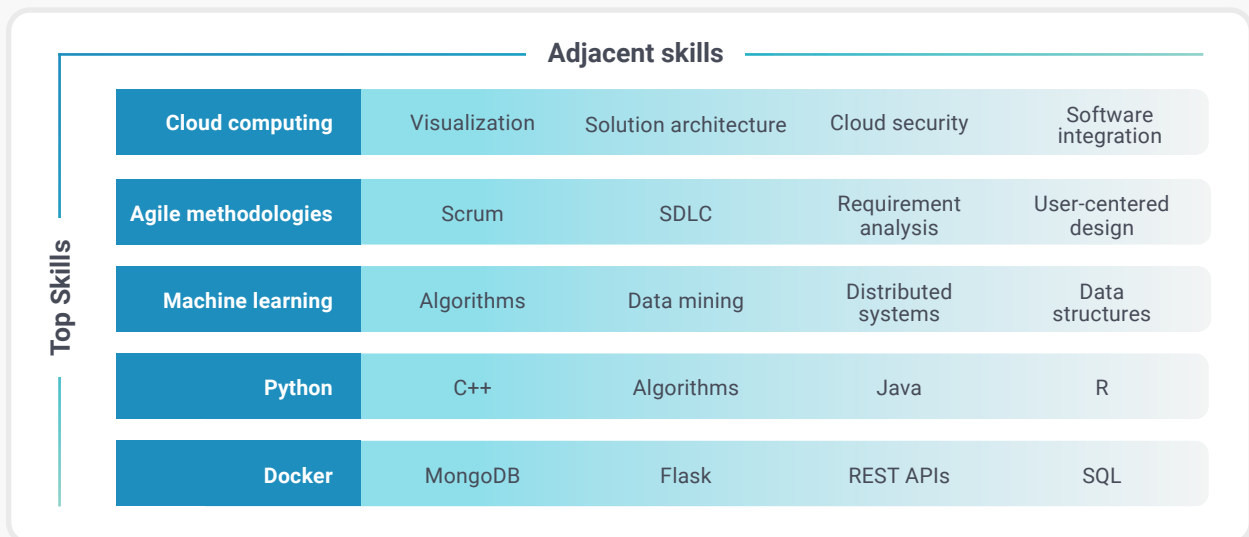 Adjacent skills
Top Skills
Cloud computing
Visualization
Solution architecture
Cloud security
Software
integration
Agile methodologies
Scrum
SDLC
Requirement
analysis
User-centered
design
Machine learning
Algorithms
Data mining
Distributed
systems
Data
structures
Python
C++
Algorithms
Java
R
Docker
MongoDB
Flask
REST APIs
SQL